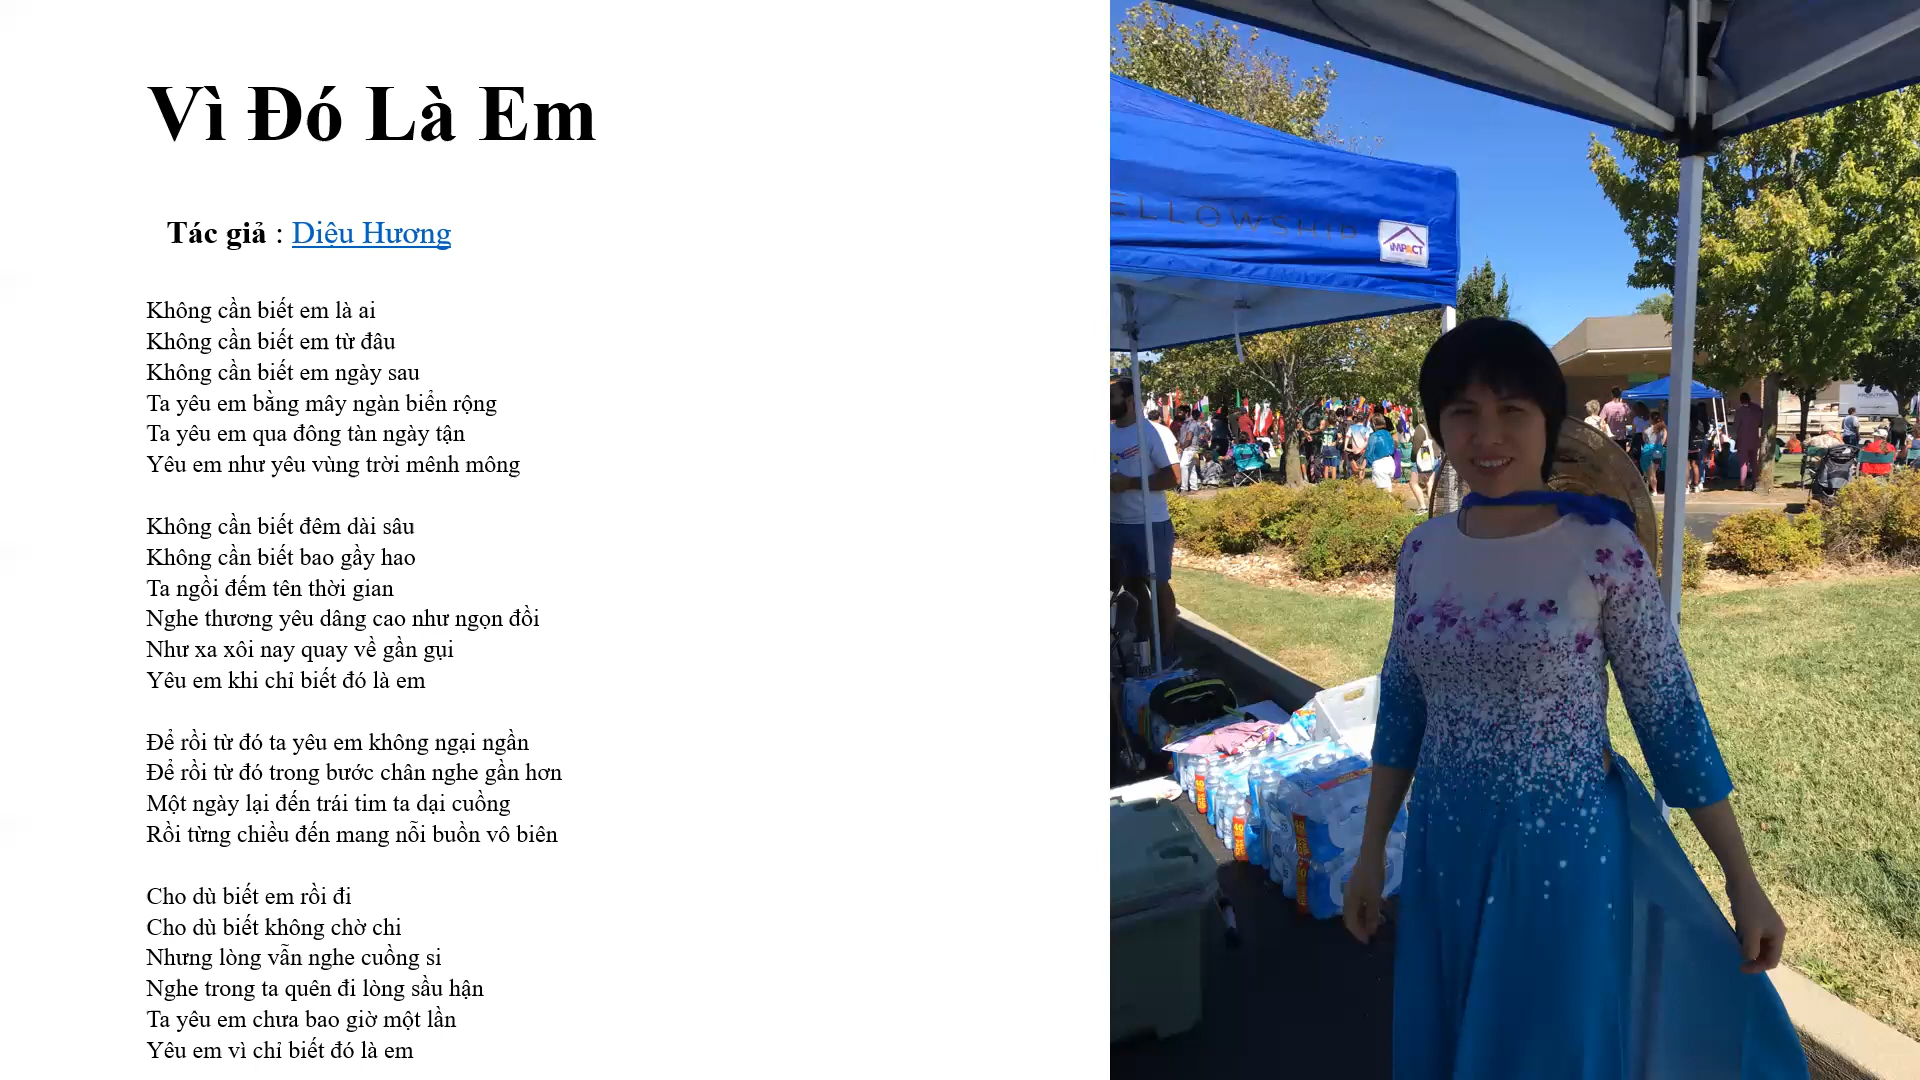 Vì Đó Là Em
Tác giả : Diệu Hương
Không cần biết em là ai
Không cần biết em từ đâu
Không cần biết em ngày sau
Ta yêu em bằng mây ngàn biển rộng
Ta yêu em qua đông tàn ngày tận
Yêu em như yêu vùng trời mênh mông
Không cần biết đêm dài sâu
Không cần biết bao gầy hao
Ta ngồi đếm tên thời gian
Nghe thương yêu dâng cao như ngọn đồi
Như xa xôi nay quay về gần gụi
Yêu em khi chỉ biết đó là em
Để rồi từ đó ta yêu em không ngại ngần
Để rồi từ đó trong bước chân nghe gần hơn
Một ngày lại đến trái tim ta dại cuồng
Rồi từng chiều đến mang nỗi buồn vô biên
Cho dù biết em rồi đi
Cho dù biết không chờ chi
Nhưng lòng vẫn nghe cuồng si
Nghe trong ta quên đi lòng sầu hận
Ta yêu em chưa bao giờ một lần
Yêu em vì chỉ biết đó là em
ELLOWSHIP
IMPACT